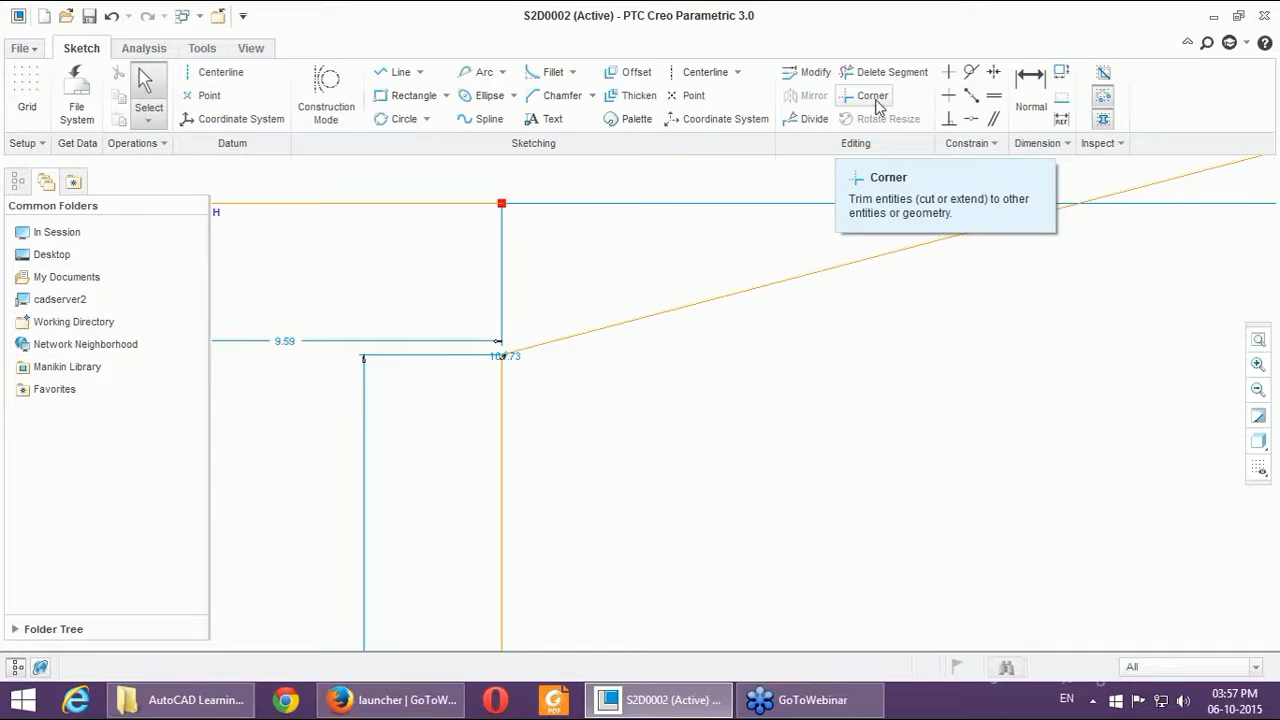 S2D0002 (Active) - PTC Creo Parametric 3.0
File Sketch Analysis Tools View
Grid
File System
Select
Centerline
Point
Coordinate System
Construction Mode
Line Arc Fillet Offset Centerline
Rectangle Ellipse Chamfer Thicken Point
Circle Spline Text Palette Coordinate System
Modify Delete Segment
Mirror Corner
Divide Rotate Resize
Normal
REF
Setup Get Data Operations Datum Sketching Editing Constrain Dimension Inspect
Common Folders
In Session
Desktop
My Documents
cadserver2
Working Directory
Network Neighborhood
Manikin Library
Favorites
Folder Tree
Corner
Trim entities (cut or extend) to other
entities or geometry.
H
9.59
All
AutoCAD Learnin...
launcher | GoToW...
PDF
S2D0002 (Active) ...
GoToWebinar
EN
03:57 PM
06-10-2015